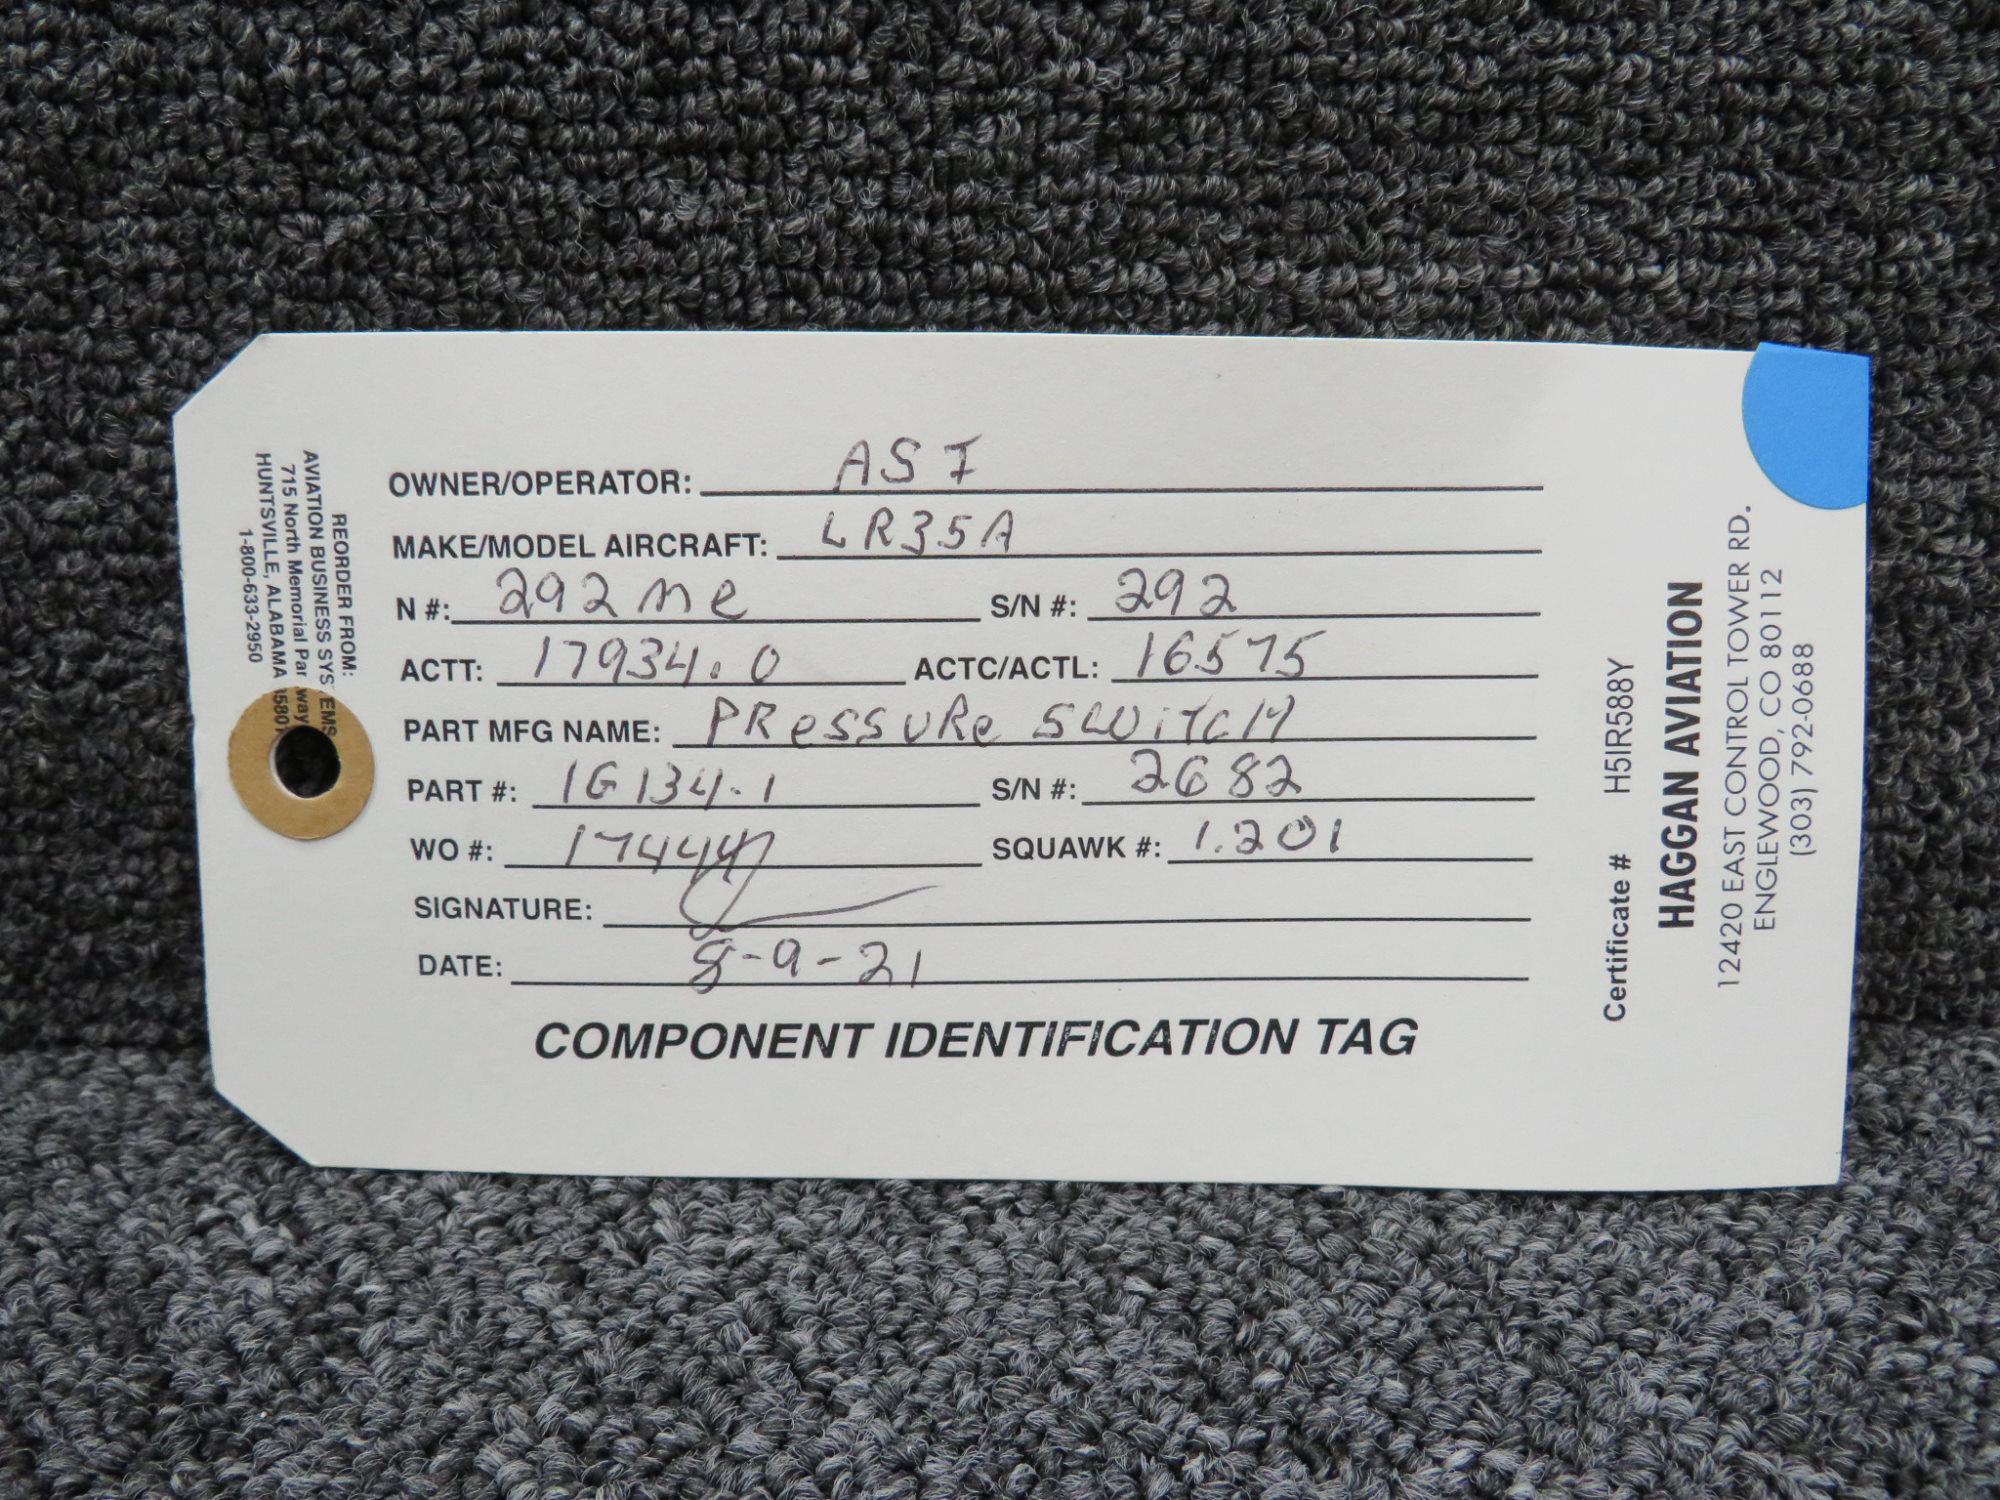 OWNER/OPERATOR: ASI
MAKE/MODEL AIRCRAFT: LR35A
N #: 292me S/N #: 292
ACTT: 17934.0 ACTC/ACTL: 16575
PART MFG NAME: PRessuRe SWiTCH
PART #: 1G134-1 S/N #: 2682
WO #: 17444 SQUAWK #: 1.201
SIGNATURE:
DATE: 8-9-21
COMPONENT IDENTIFICATION TAG
REORDER FROM:
AVIATION BUSINESS SYSTEMS
715 North Memorial Parkway
HUNTSVILLE, ALABAMA
1-800-633-2950
Certificate # H5IR588Y
HAGGAN AVIATION
12420 EAST CONTROL TOWER RD.
ENGLEWOOD, CO 80112
(303) 792-0688